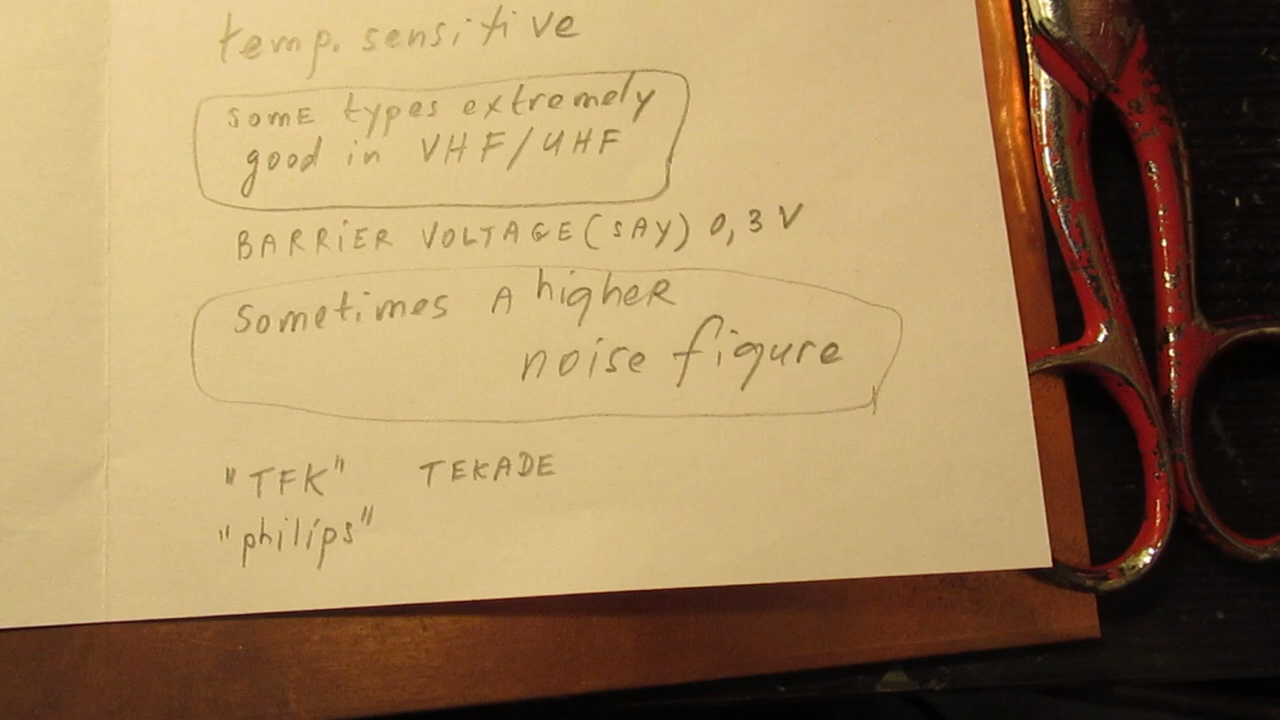 temp. sensitive
some types extremely
good in VHF/UHF
BARRIER VOLTAGE (SAY) 0,3 V
Sometimes A higher
noise figure
"TFK" TEKADE
"philips"